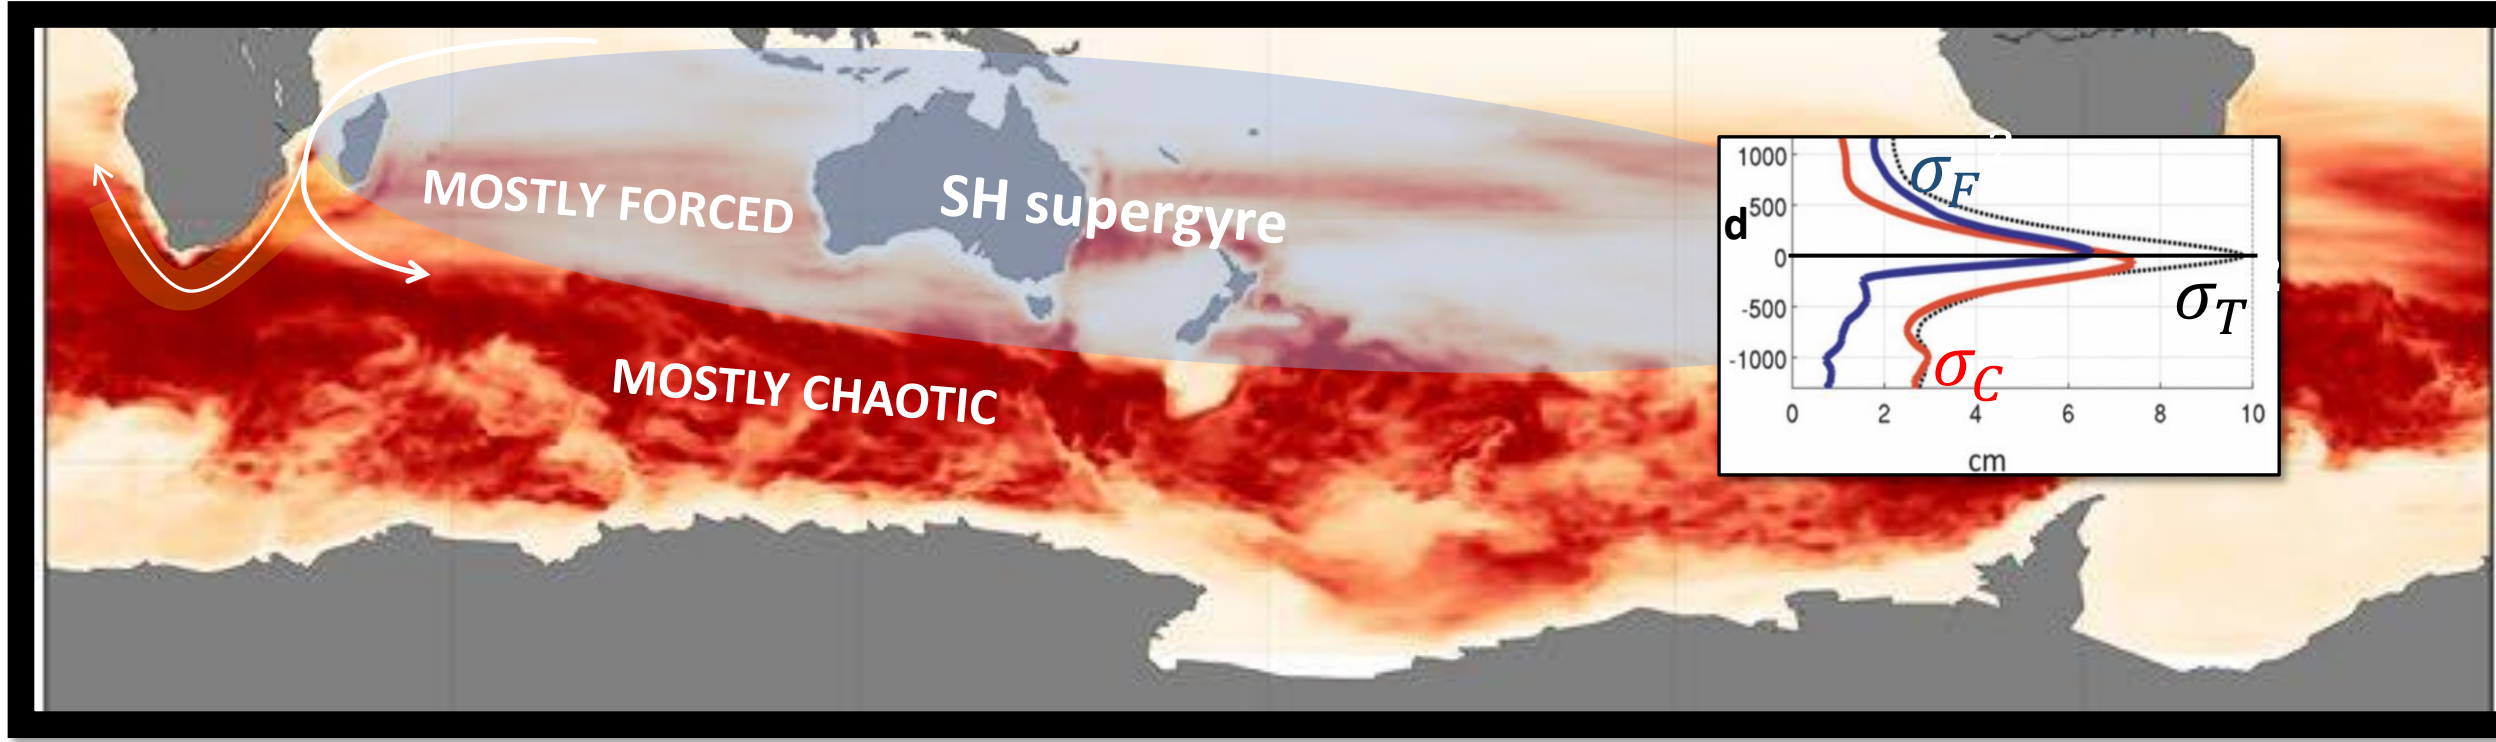 MOSTLY FORCED
SH supergyre
MOSTLY CHAOTIC
d
1000
500
0
-500
-1000
σF
σT
σC
0 2 4 6 8 10
cm